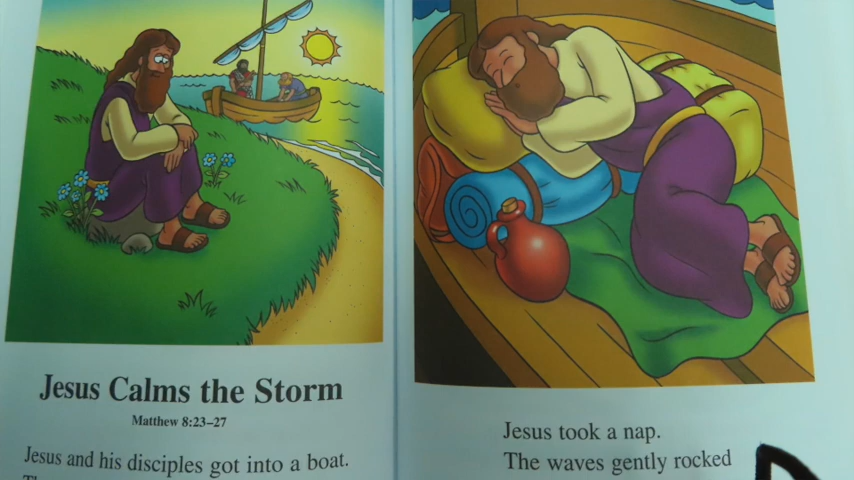 Jesus Calms the Storm
Matthew 8:23–27
Jesus and his disciples got into a boat.
Jesus took a nap.
The waves gently rocked